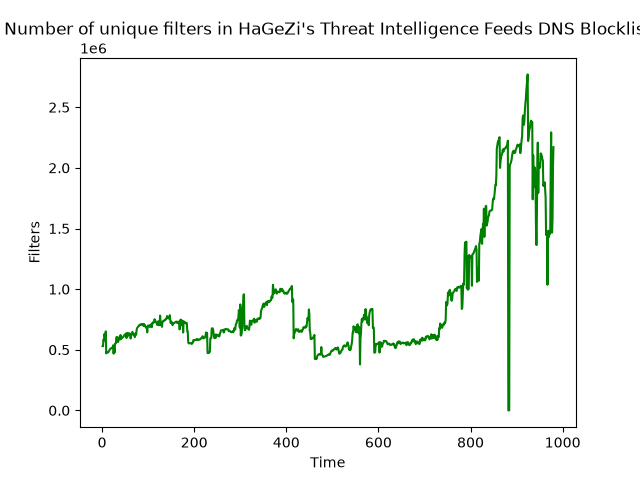 Number of unique filters in HaGeZi's Threat Intelligence Feeds DNS Blocklis
1e6
2.5
2.0
1.5
1.0
0.5
0.0
Filters
0 200 400 600 800 1000
Time